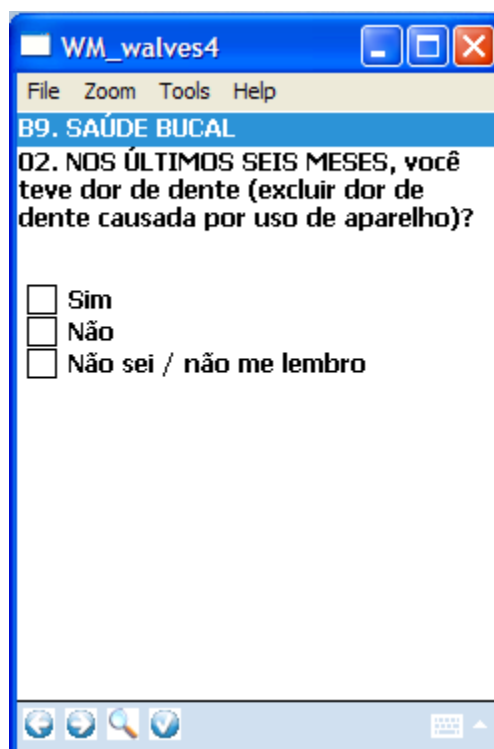 WM_walves4
File Zoom Tools Help
B9. SAÚDE BUCAL
02. NOS ÚLTIMOS SEIS MESES, você
teve dor de dente (excluir dor de
dente causada por uso de aparelho)?
Sim
Não
Não sei / não me lembro